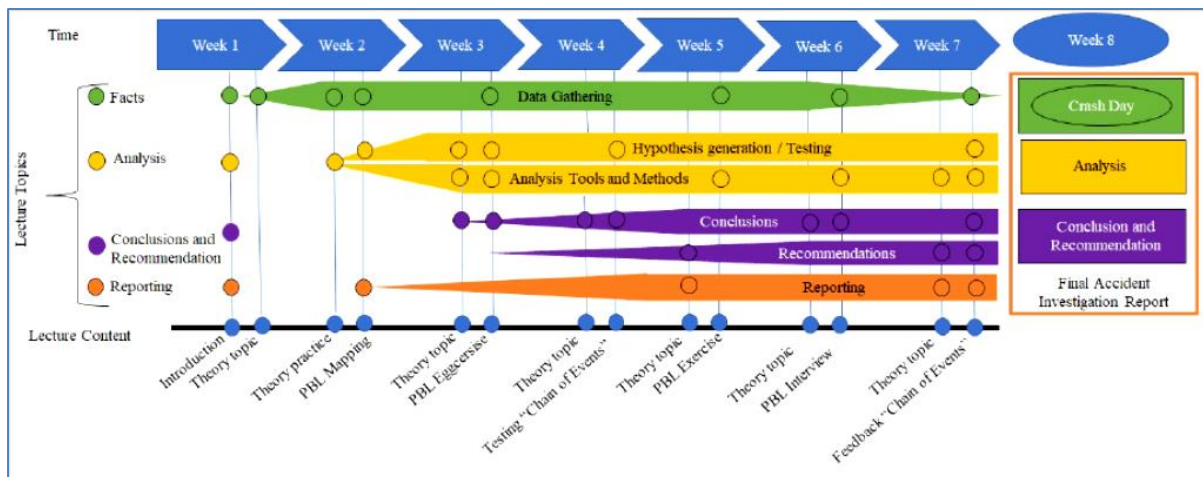 Time
Week 1
Week 2
Week 3
Week 4
Week 5
Week 6
Week 7
Week 8
Lecture Topics
Facts
Data Gathering
Crash Day
Analysis
Hypothesis generation / Testing
Analysis Tools and Methods
Analysis
Conclusions and
Recommendation
Conclusions
Recommendations
Conclusion and
Recommendation
Reporting
Reporting
Final Accident
Investigation Report
Lecture Content
Introduction
Theory topic
Theory practice
PBL Mapping
Theory topic
PBL Eggcersise
Theory topic
Testing “Chain of Events”
Theory topic
PBL Exercise
Theory topic
PBL Interview
Theory topic
Feedback “Chain of Events”